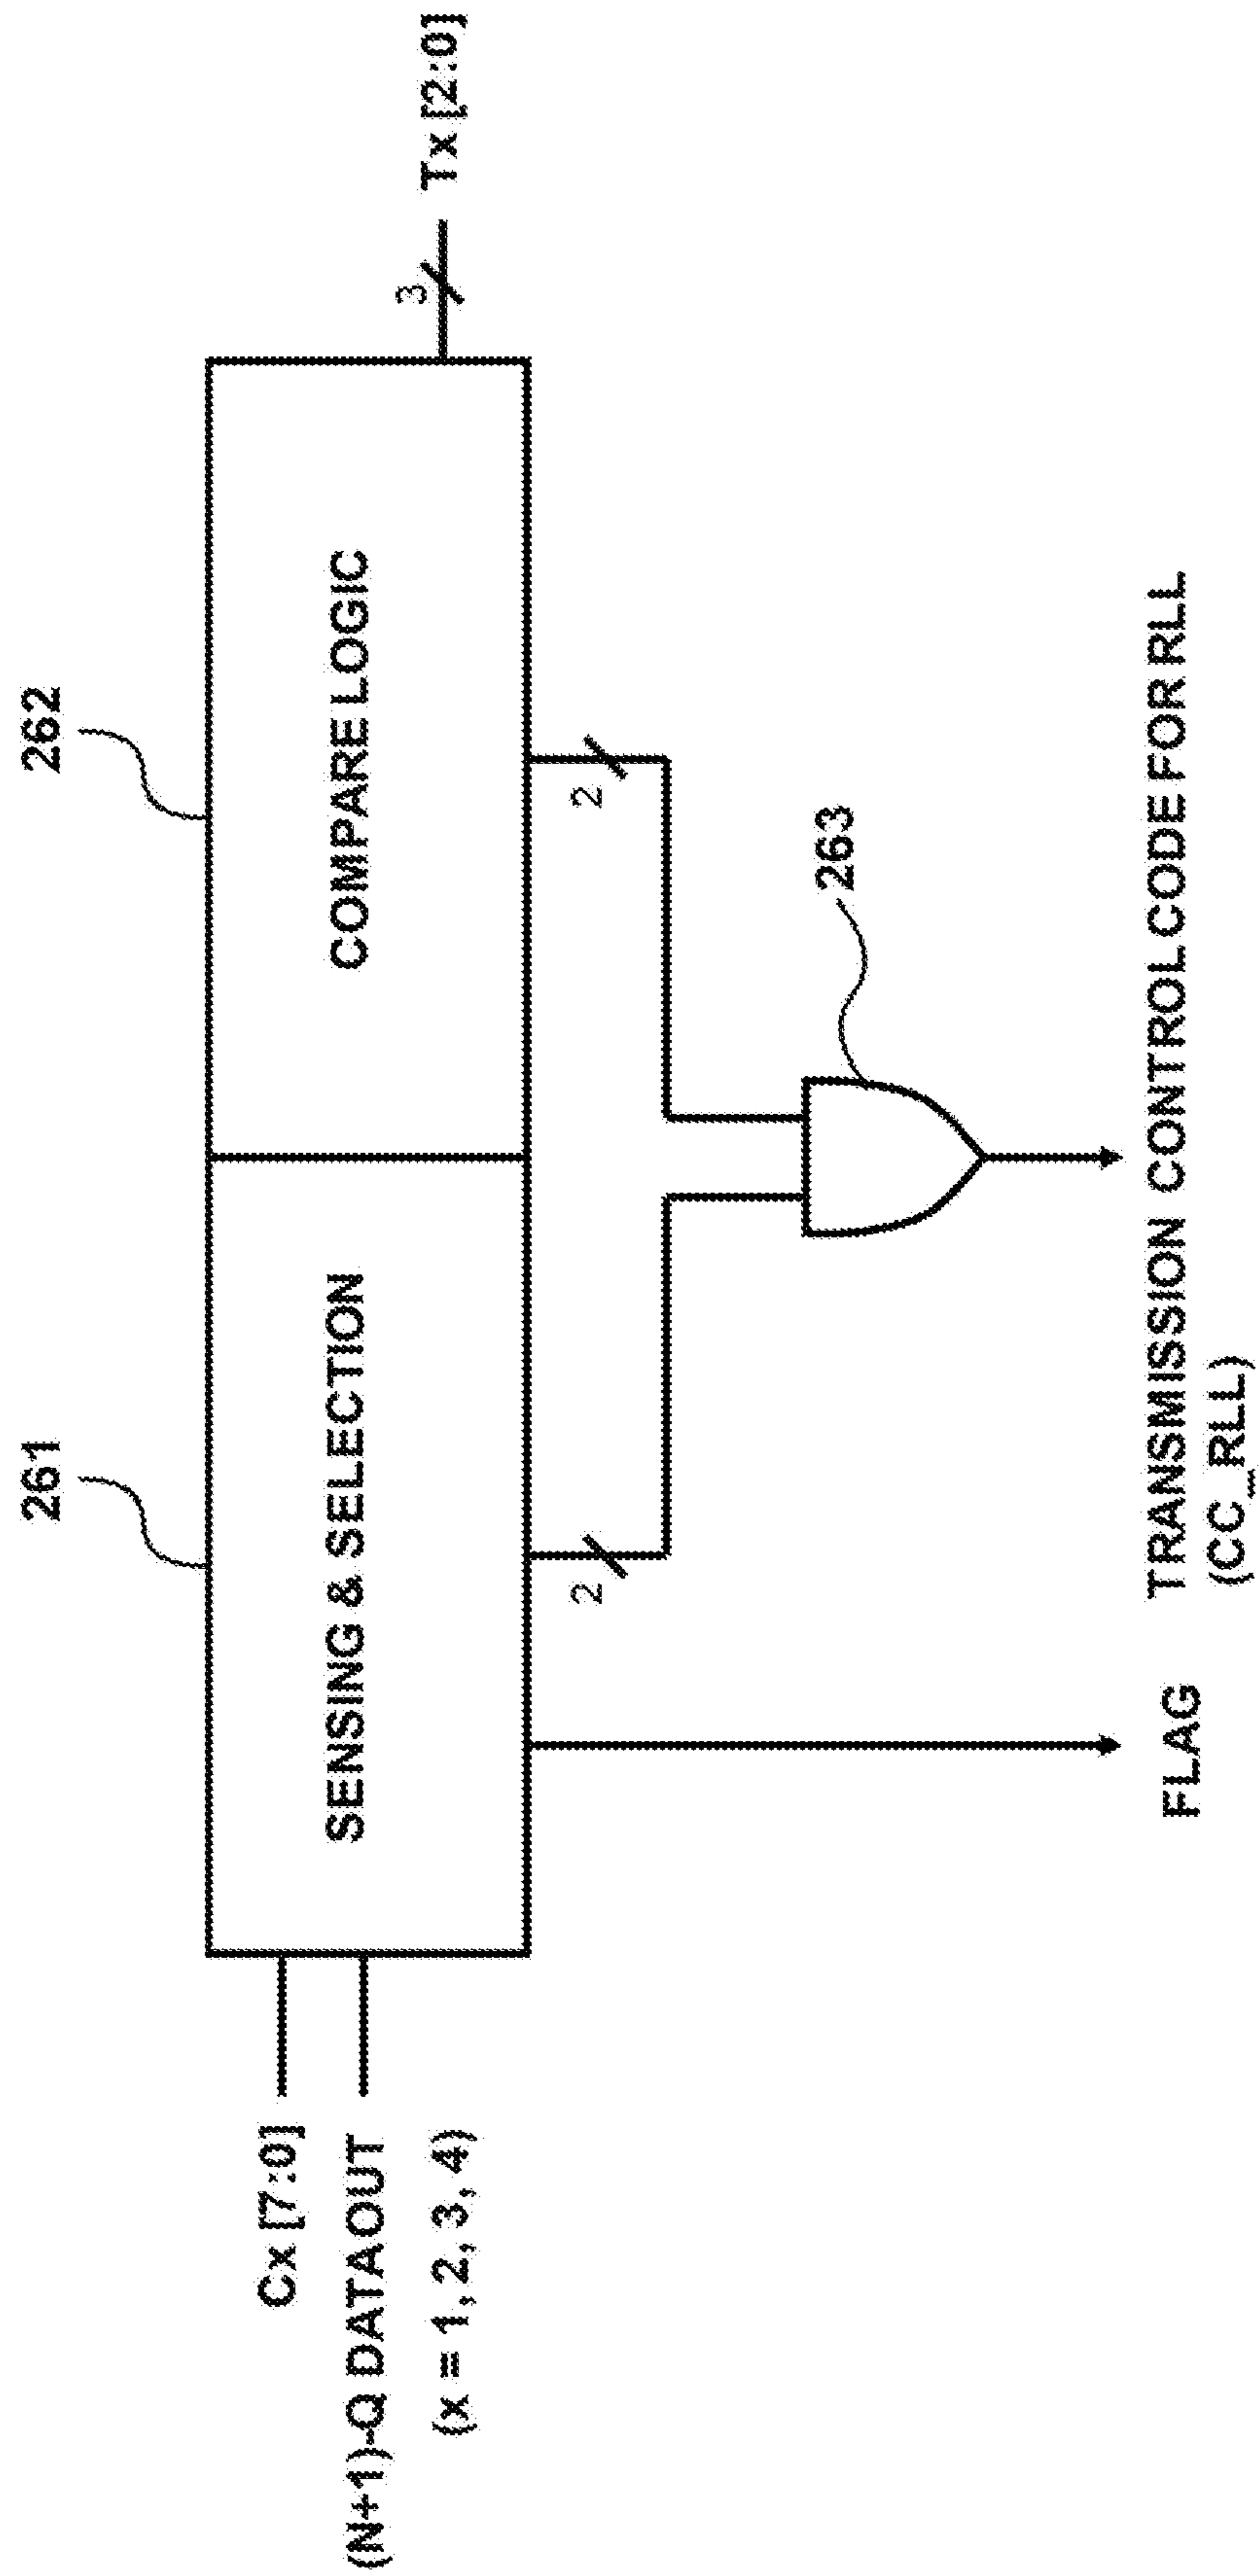 261
262
Cx [7:0]
(N+1)-Q DATAOUT
(x = 1, 2, 3, 4)
SENSING & SELECTION
COMPARE LOGIC
3
Tx [2:0]
2
2
263
FLAG
TRANSMISSION CONTROL CODE FOR RLL
(CC_RLL)